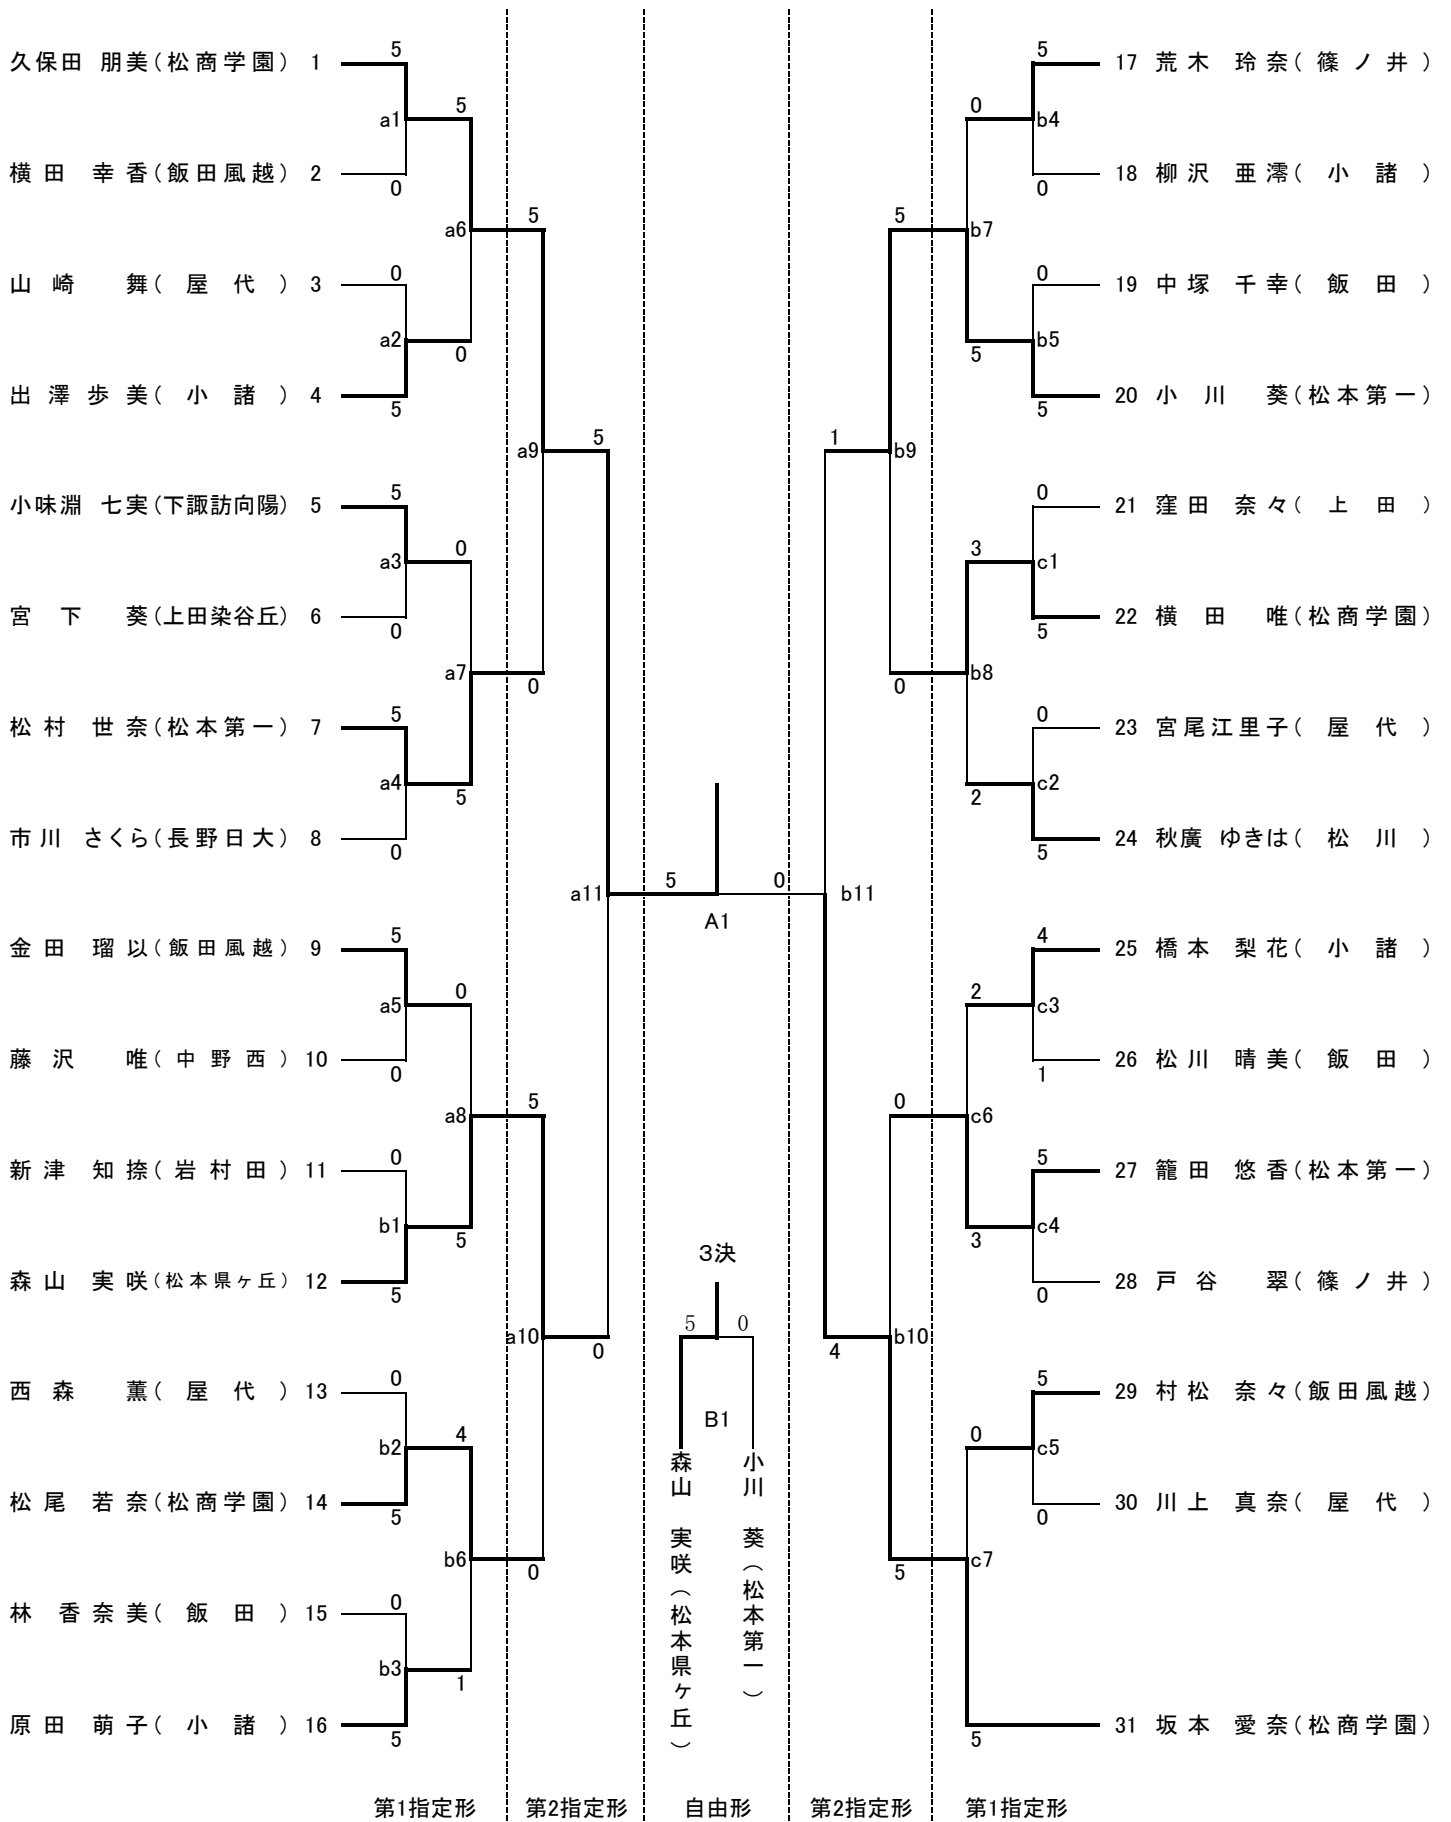 久保田 朋美(松商学園) 1
5
a1
5
横田 幸香(飯田風越) 2
0
a6
5
山崎 舞(屋代) 3
0
a2
0
出澤歩美(小諸) 4
5
a9
5
小味淵 七実(下諏訪向陽) 5
5
a3
0
宮下 葵(上田染谷丘) 6
0
a7
0
松村 世奈(松本第一) 7
5
a4
5
市川 さくら(長野日大) 8
0
a11
5
金田 瑠以(飯田風越) 9
5
a5
0
藤沢 唯(中野西) 10
0
a8
5
新津 知捺(岩村田) 11
0
b1
5
森山 実咲(松本県ヶ丘) 12
5
a10
0
西森 薫(屋代) 13
0
b2
4
松尾 若奈(松商学園) 14
5
b6
0
林 香奈美(飯田) 15
0
b3
1
原田 萌子(小諸) 16
5
A1
3決
5 0
B1
森山 実咲(松本県ヶ丘)
小川 葵(松本第一)
5
17 荒木 玲奈(篠ノ井)
0
b4
18 柳沢 亜澪(小諸)
0
5
b7
0
19 中塚 千幸(飯田)
b5
5
20 小川 葵(松本第一)
5
1
b9
0
21 窪田 奈々(上田)
3
c1
22 横田 唯(松商学園)
5
b8
0
0
23 宮尾江里子(屋代)
c2
2
24 秋廣 ゆきは(松川)
5
0
b11
4
25 橋本 梨花(小諸)
2
c3
26 松川 晴美(飯田)
1
0
c6
5
27 籠田 悠香(松本第一)
c4
3
28 戸谷 翠(篠ノ井)
0
b10
4
5
29 村松 奈々(飯田風越)
0
c5
30 川上 真奈(屋代)
0
c7
5
31 坂本 愛奈(松商学園)
5
第1指定形 第2指定形 自由形 第2指定形 第1指定形